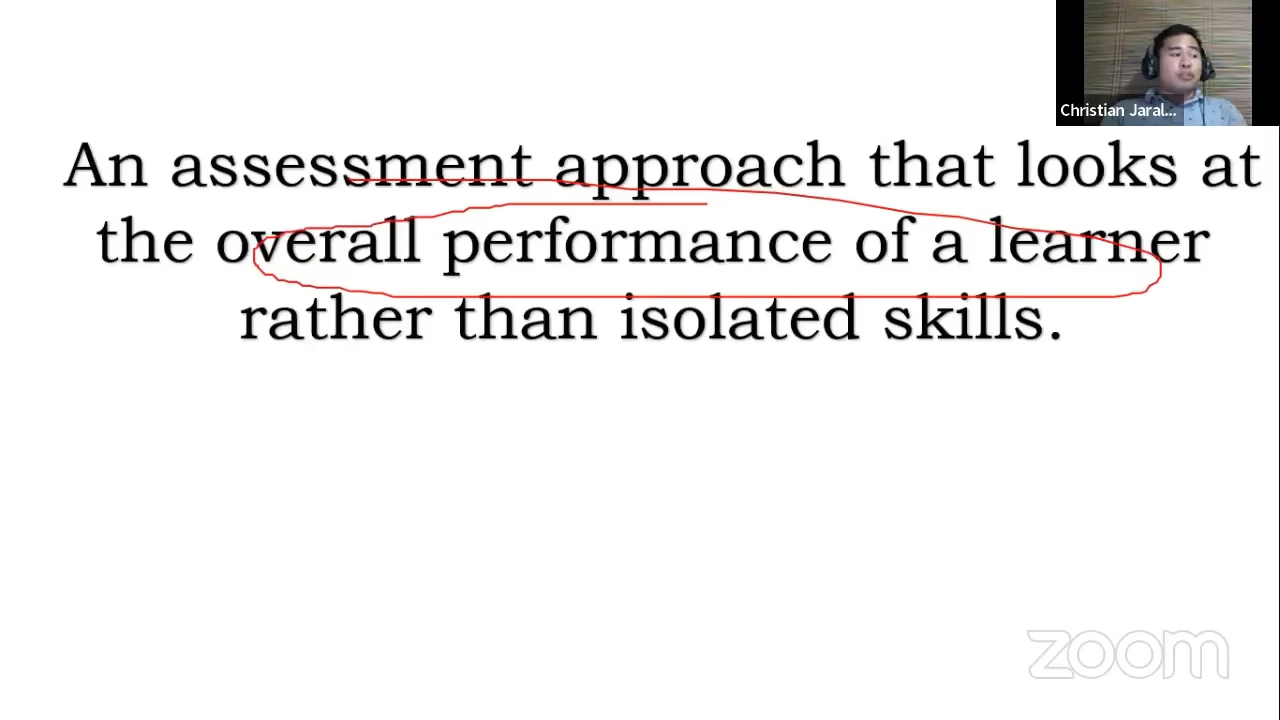 Christian Jaral...
An assessment approach that looks at
the overall performance of a learner
rather than isolated skills.
zoom